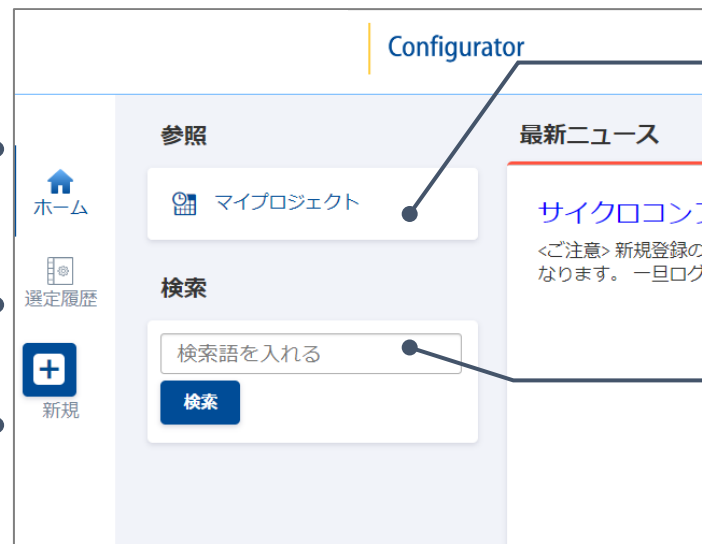 Configurator
参照
マイプロジェクト
検索
検索語を入れる
検索
ホーム
選定履歴
新規
最新ニュース
サイクロコン
<ご注意> 新規登録の
なります。 一旦ログ